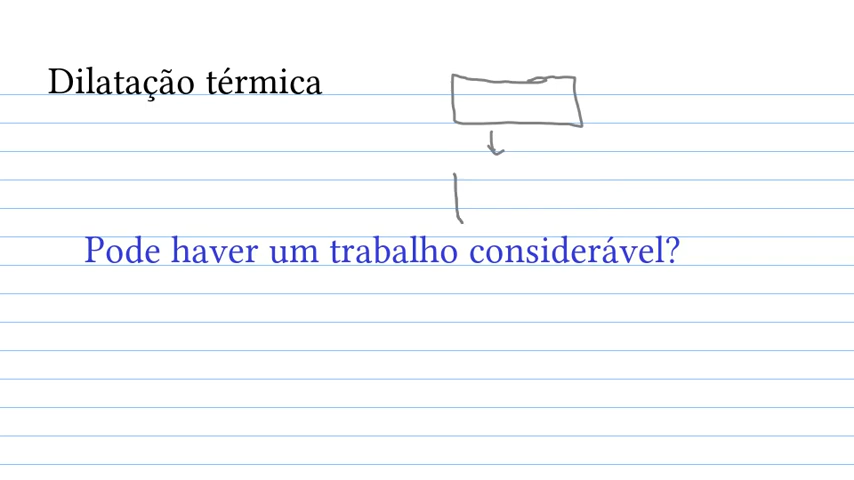 Dilatação térmica
Pode haver um trabalho considerável?